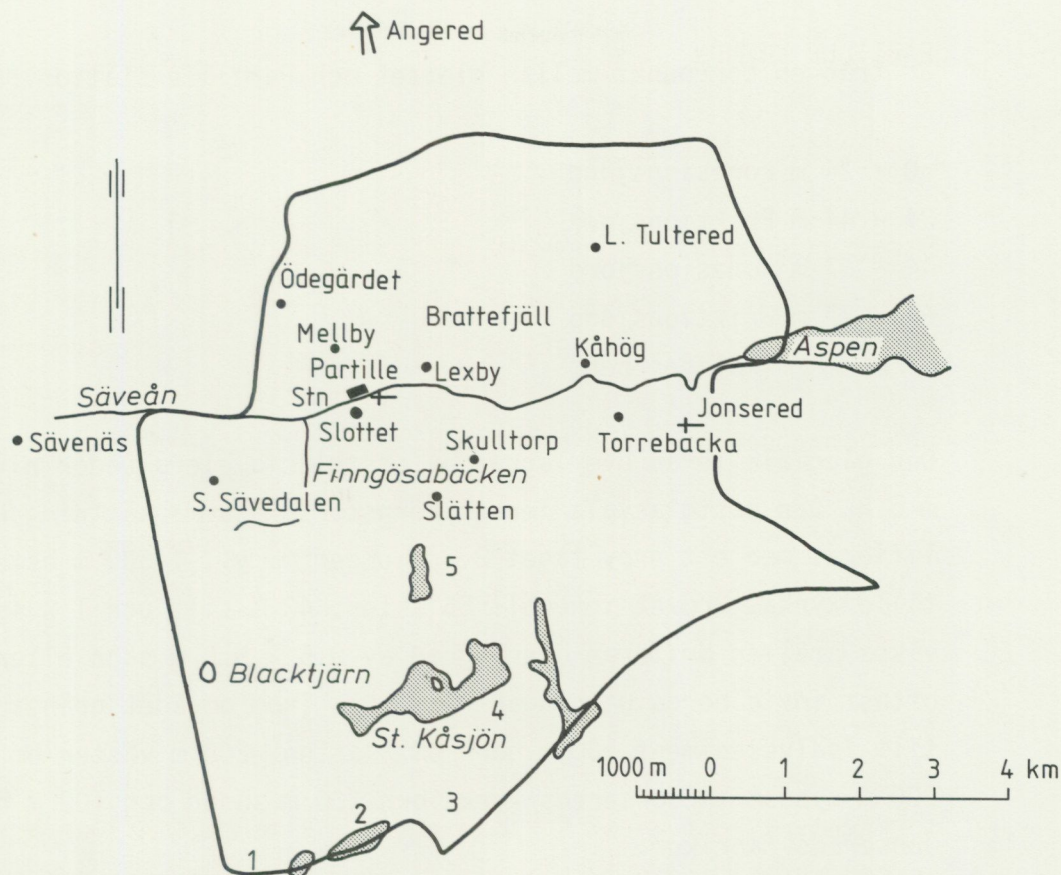 Angered
L. Tultered
Ödegärdet
Brattefjäll
Mellby
Kåhög
Aspen
Partille
Lexby
Säveån
Stn
Jonsered
Sävenäs
Slottet
Skulltorp
Torrebacka
Finngösabäcken
S. Sävedalen
Slätten
5
Blacktjärn
4
St. Kåsjön
1000 m 0 1 2 3 4 km
3
2
1